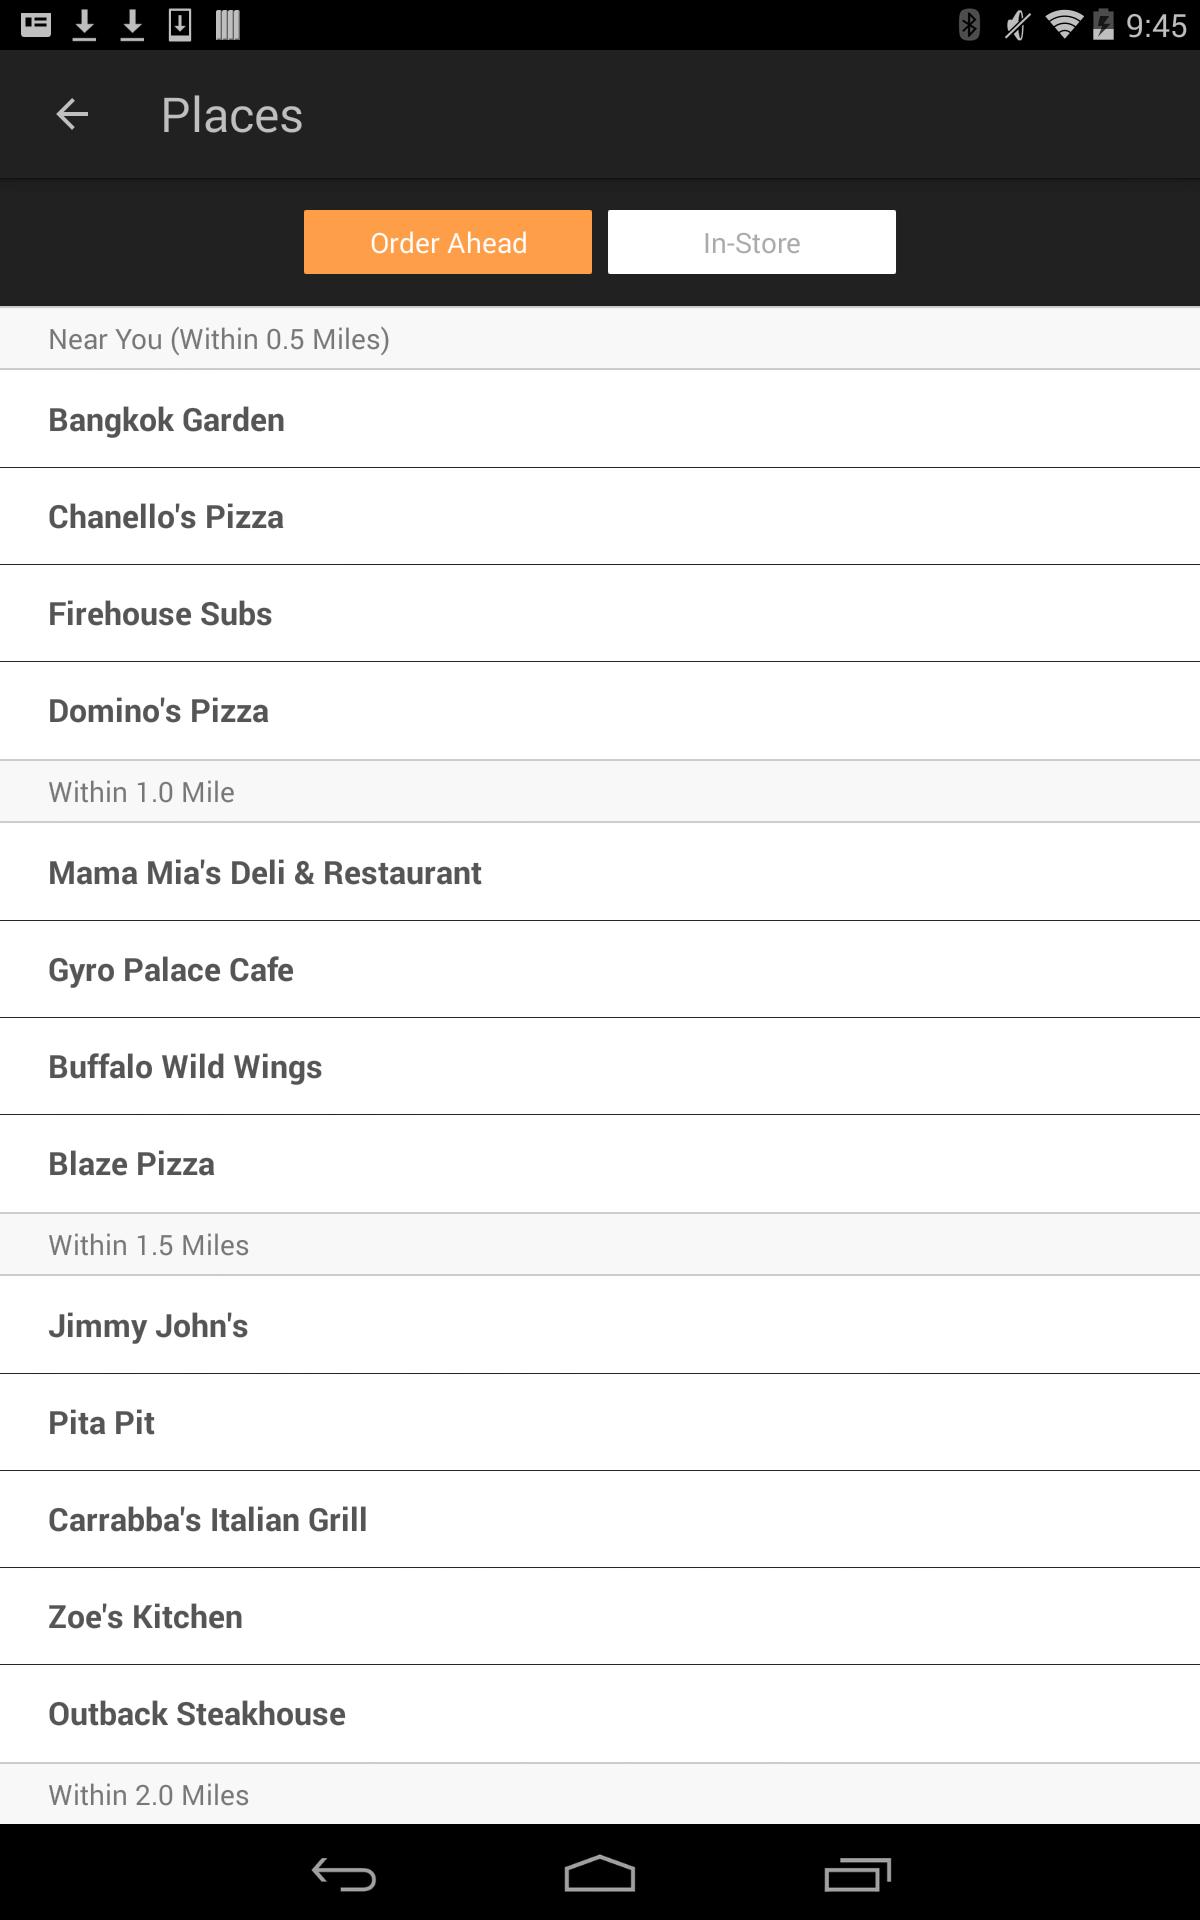 9:45
Places
Order Ahead
In-Store
Near You (Within 0.5 Miles)
Bangkok Garden
Chanello's Pizza
Firehouse Subs
Domino's Pizza
Within 1.0 Mile
Mama Mia's Deli & Restaurant
Gyro Palace Cafe
Buffalo Wild Wings
Blaze Pizza
Within 1.5 Miles
Jimmy John's
Pita Pit
Carrabba's Italian Grill
Zoe's Kitchen
Outback Steakhouse
Within 2.0 Miles